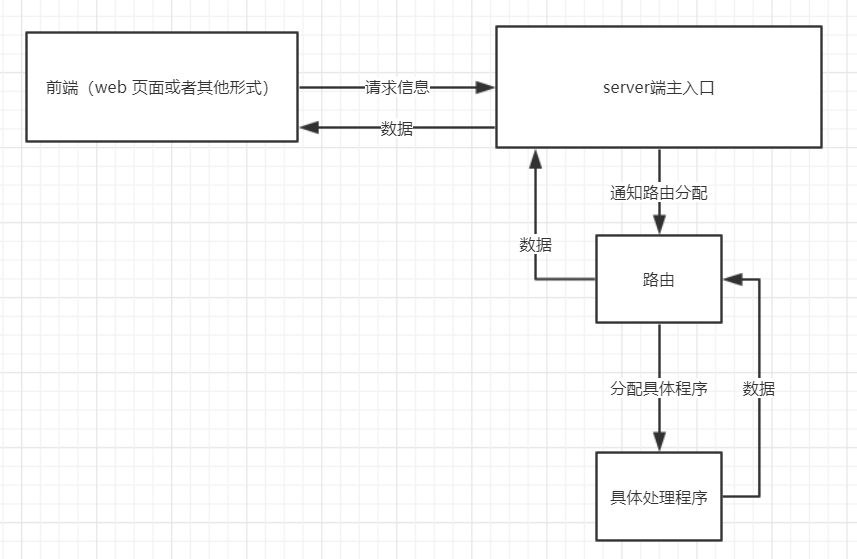 前端（web 页面或者其他形式）
请求信息
server端主入口
数据
通知路由分配
数据
路由
分配具体程序
数据
具体处理程序